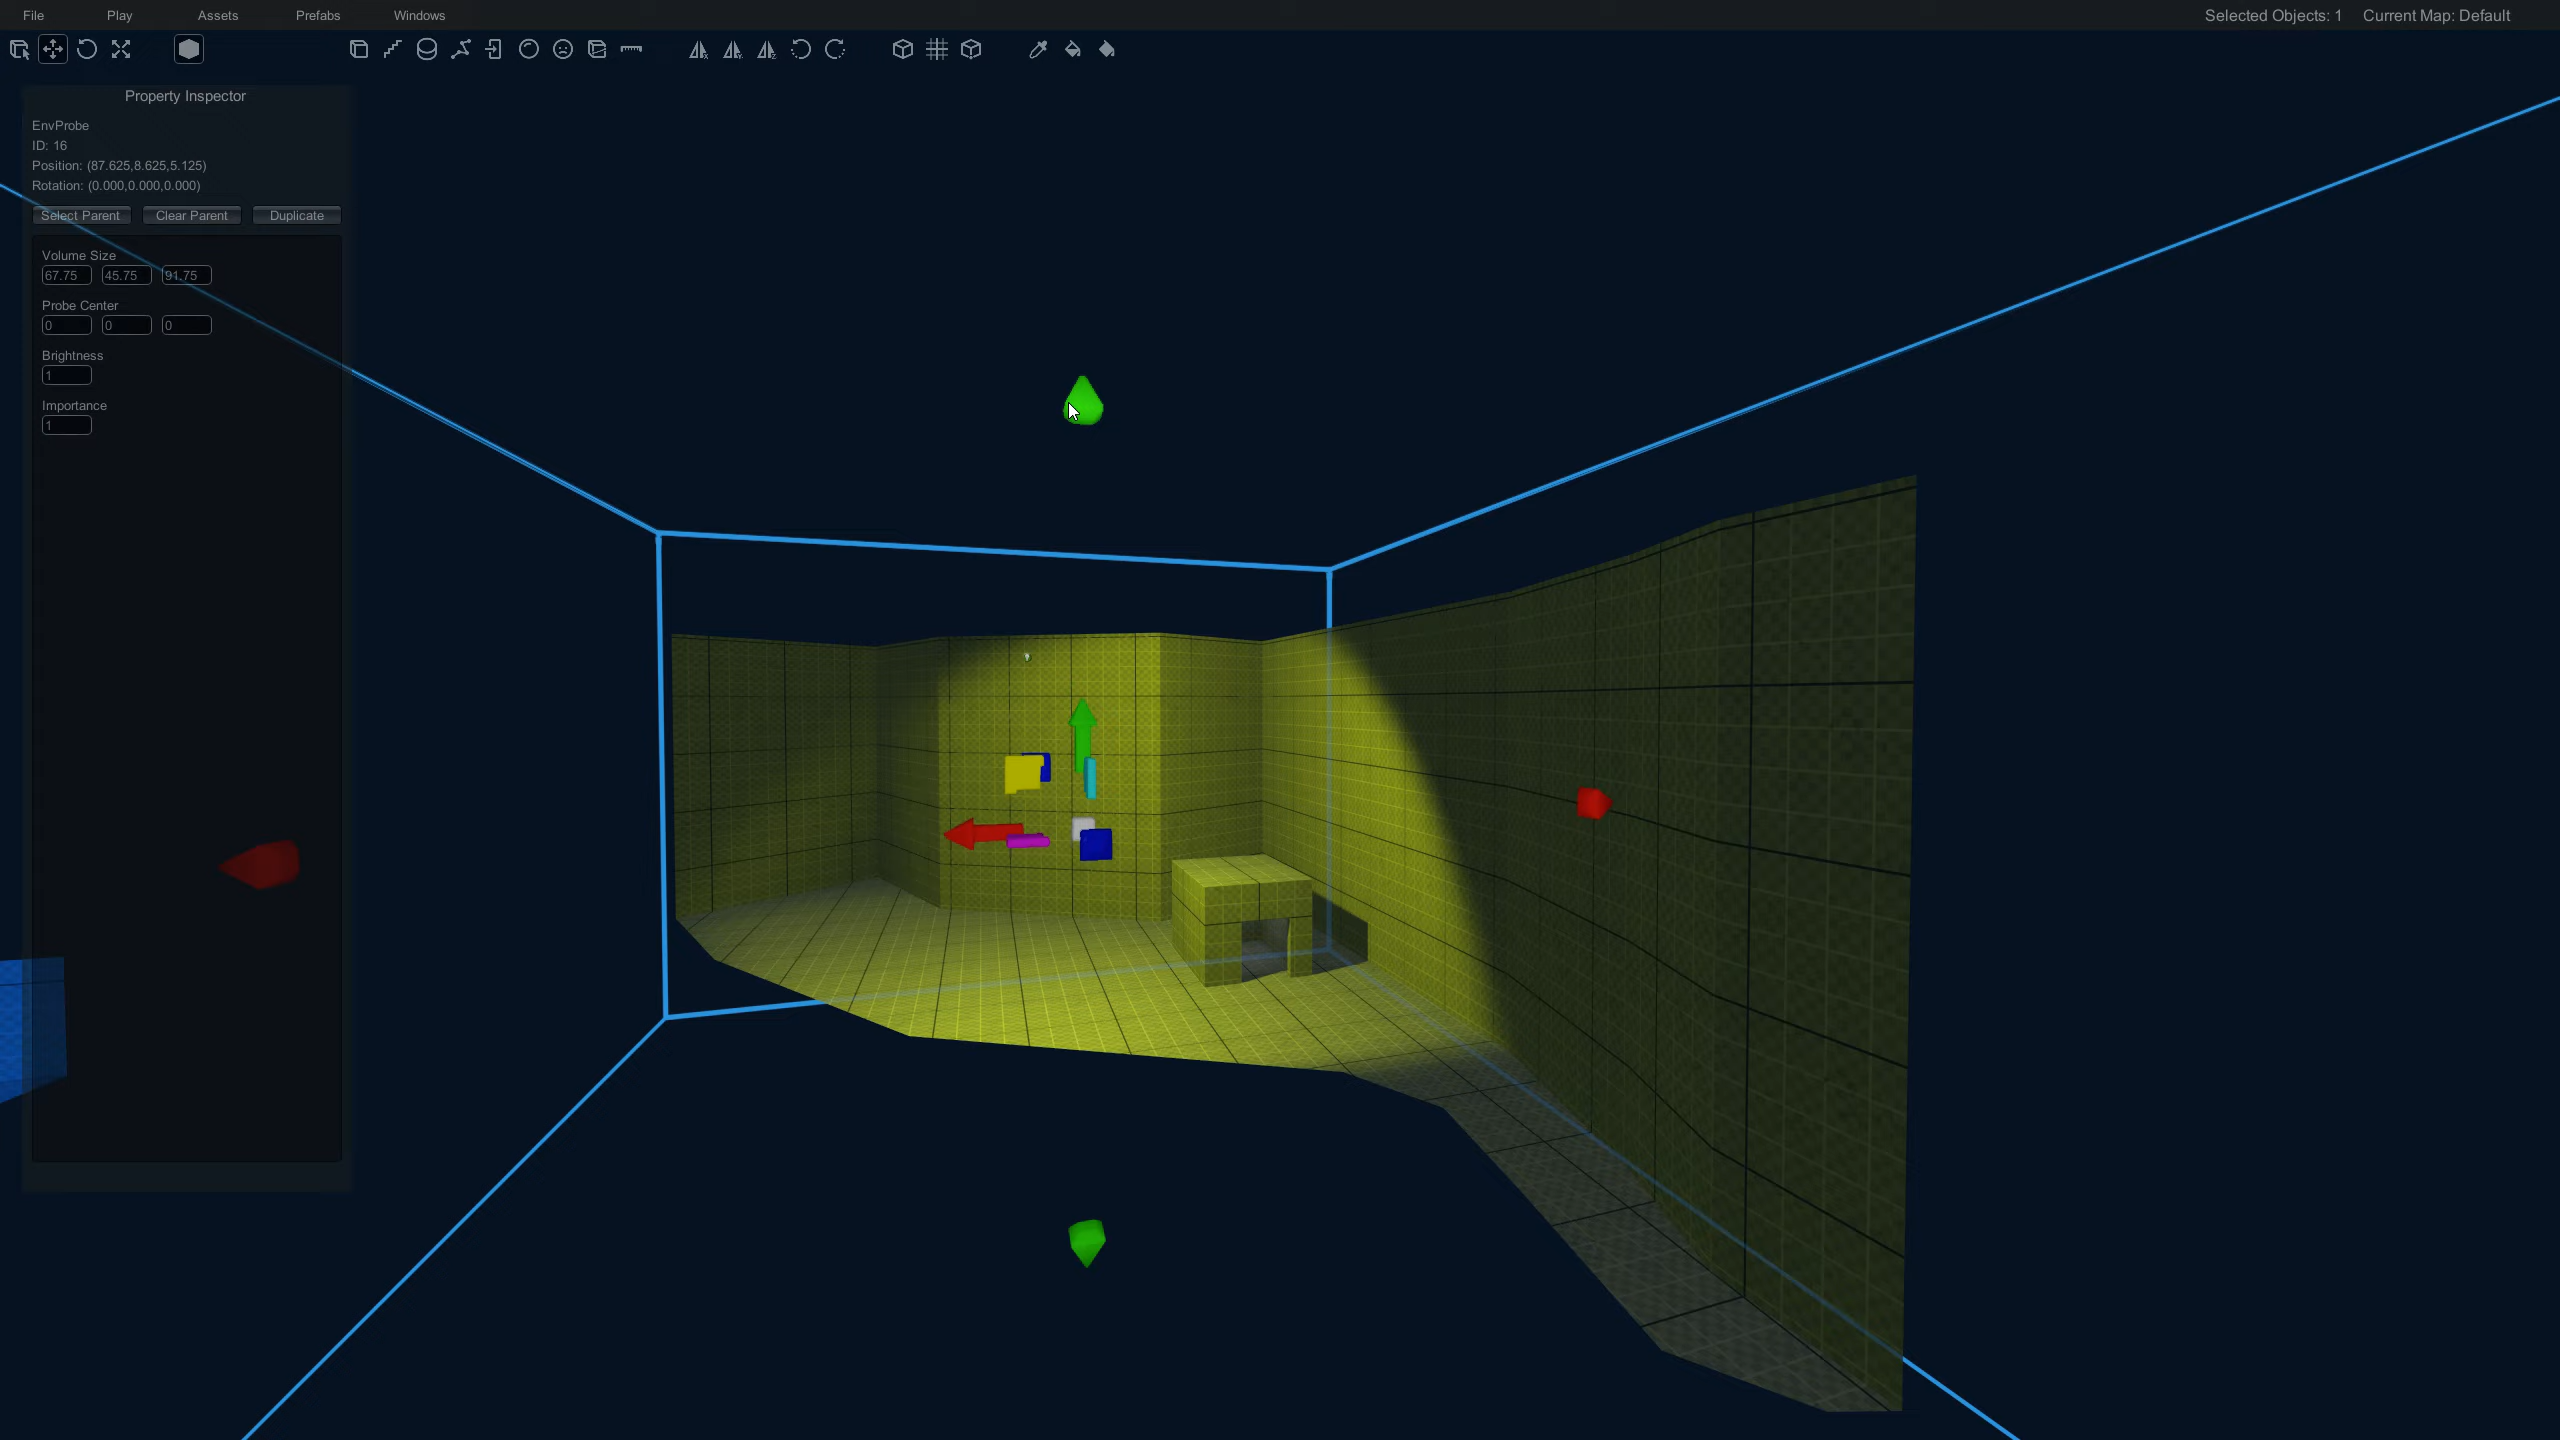 File Play Assets Prefabs Windows Selected Objects: 1 Current Map: Default
Property Inspector
EnvProbe
ID: 16
Position: (87.625,8.625,5.125)
Rotation: (0.000,0.000,0.000)
Select Parent Clear Parent Duplicate
Volume Size
67.75 45.75 91.75
Probe Center
0 0 0
Brightness
1
Importance
1